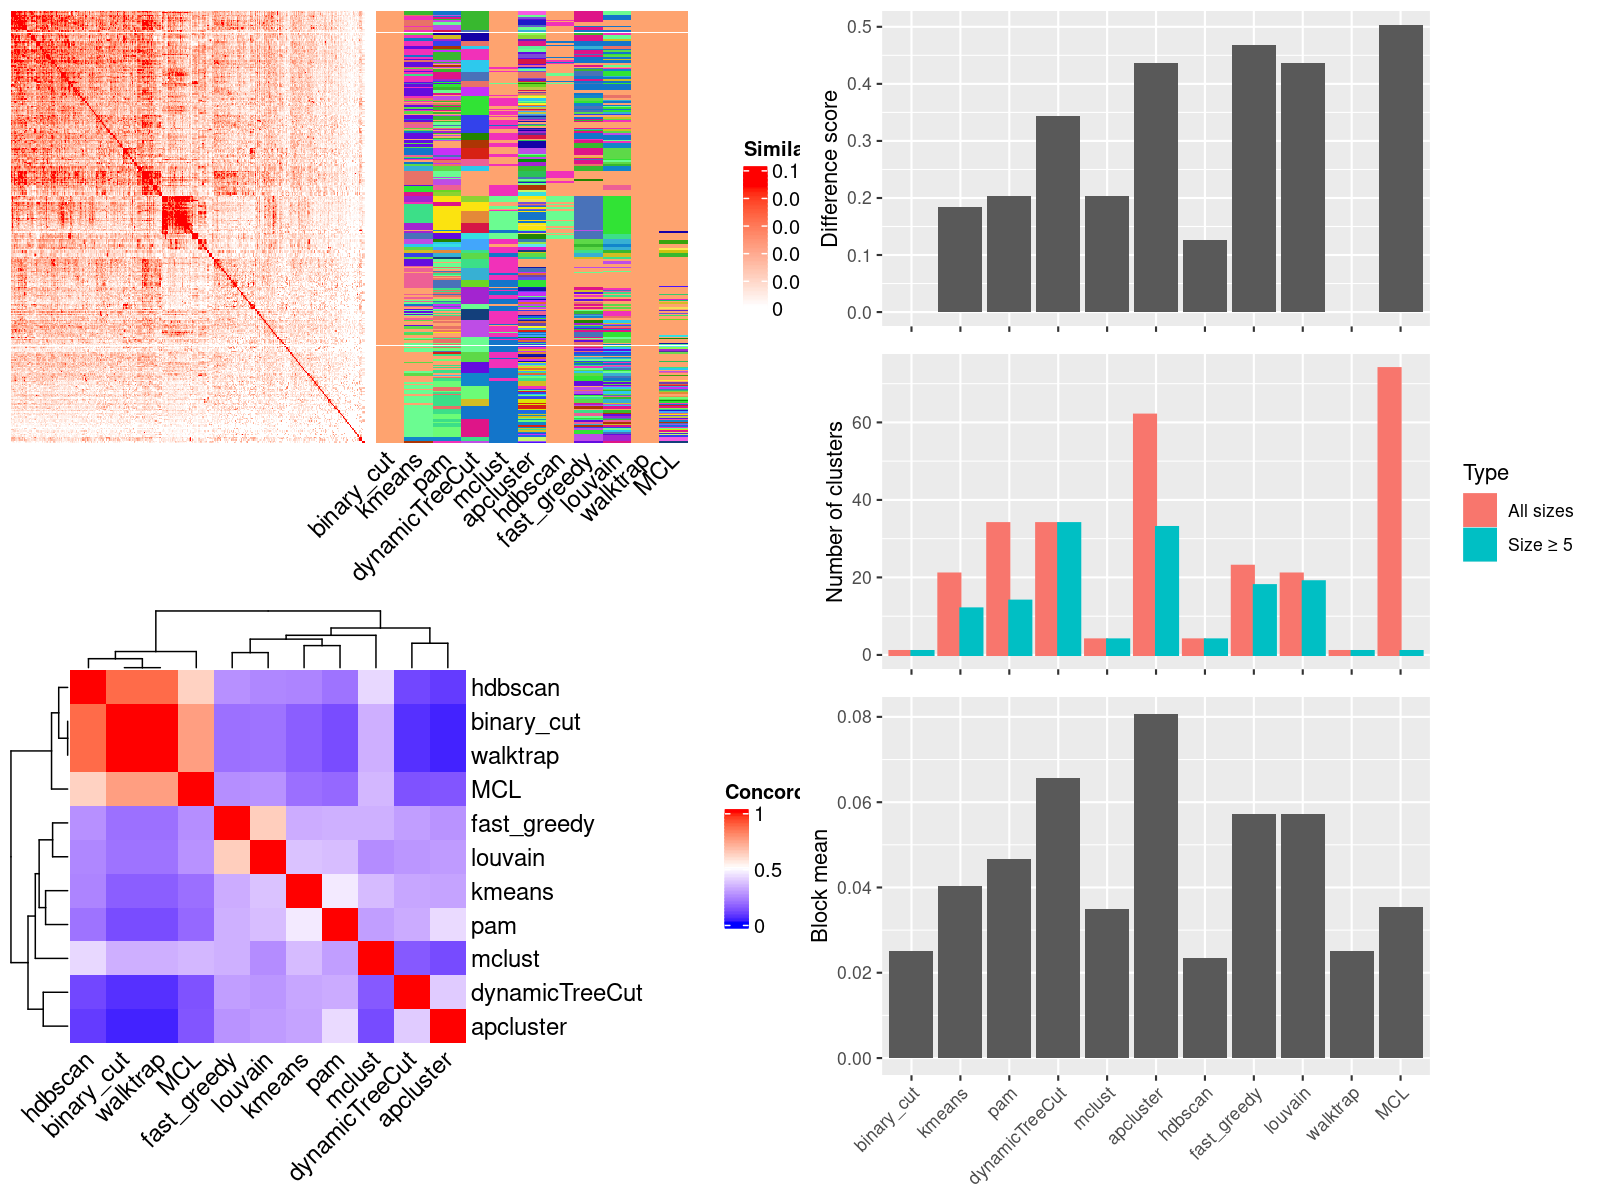 Simila
0.1
0.0
0.0
0.0
0.0
0
binary_cut
kmeans
pam
dynamicTreeCut
mclust
apcluster
hdbscan
fast_greedy
louvain
walktrap
MCL
Concord
1
0.5
0
hdbscan
binary_cut
walktrap
MCL
fast_greedy
louvain
kmeans
pam
mclust
dynamicTreeCut
apcluster
hdbscan
binary_cut
walktrap
MCL
fast_greedy
louvain
kmeans
pam
mclust
dynamicTreeCut
apcluster
Difference score
0.5
0.4
0.3
0.2
0.1
0.0
Number of clusters
60
40
20
0
Type
All sizes
Size ≥ 5
Block mean
0.08
0.06
0.04
0.02
0.00
binary_cut
kmeans
pam
dynamicTreeCut
mclust
apcluster
hdbscan
fast_greedy
louvain
walktrap
MCL